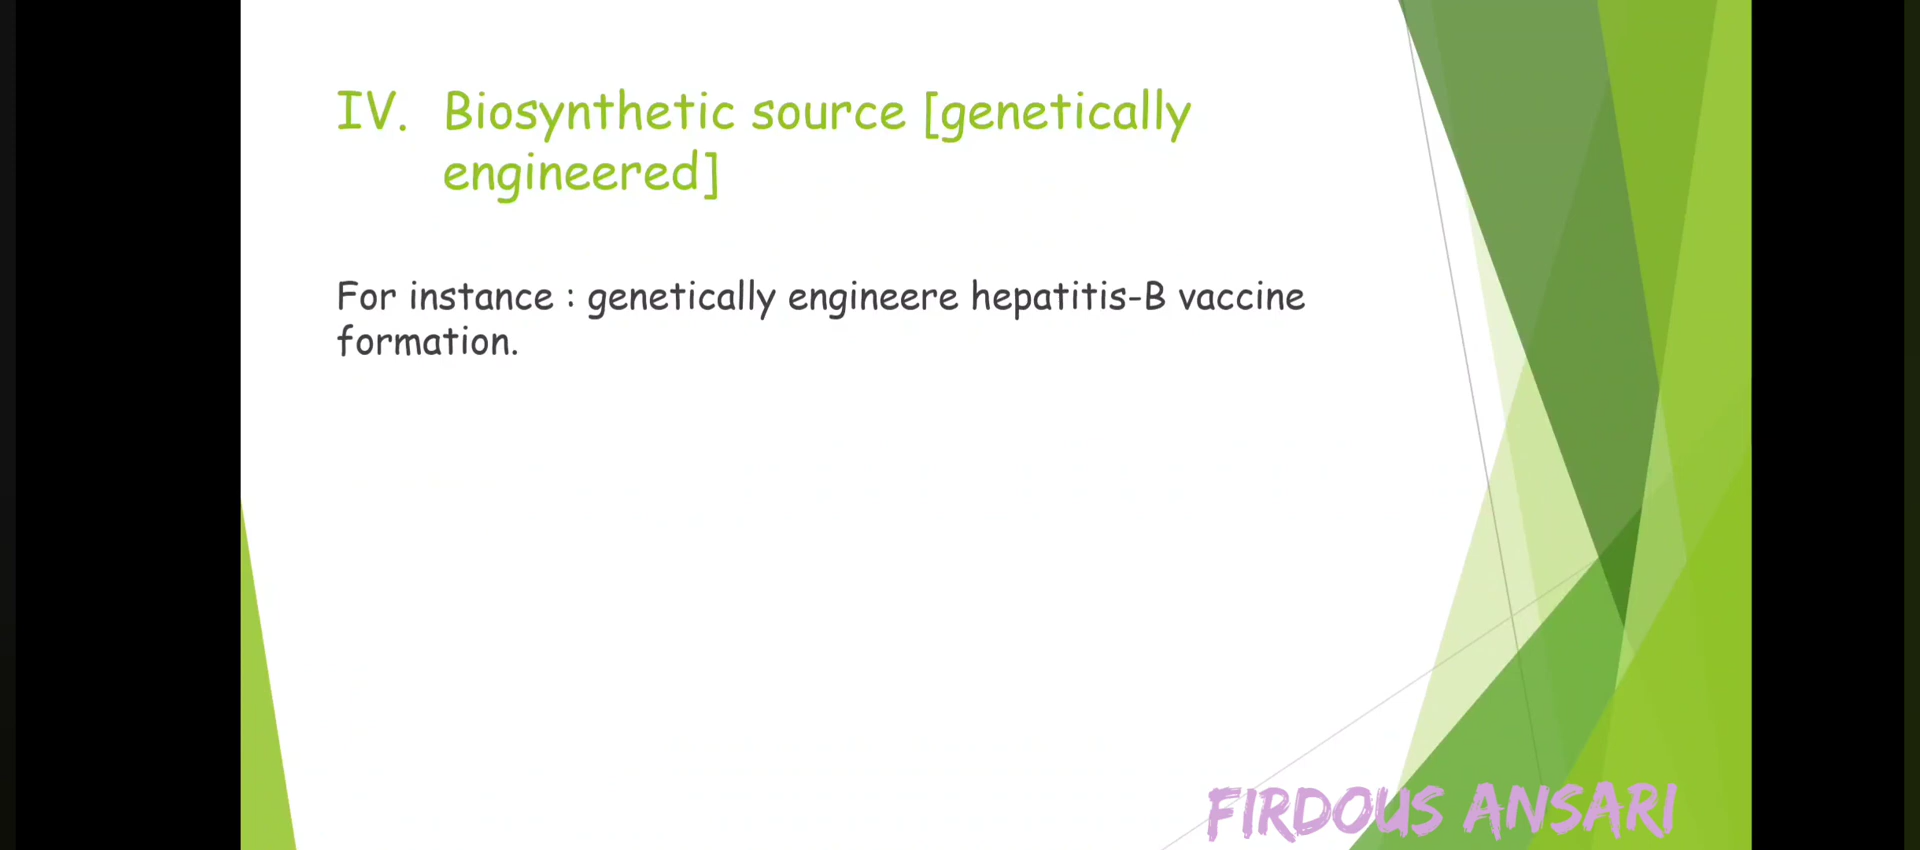 IV. Biosynthetic source [genetically
engineered]
For instance : genetically engineere hepatitis-B vaccine
formation.
FIRDOUS ANSARI